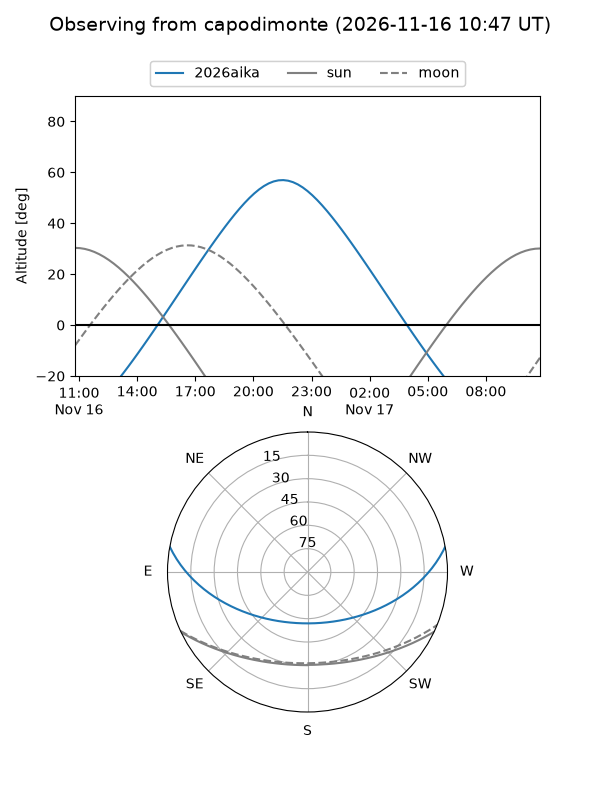 Observing from capodimonte (2026-11-16 10:47 UT)
2026aika sun moon
80
60
40
20
0
−20
Altitude [deg]
11:00 14:00 17:00 20:00 23:00 02:00 05:00 08:00
Nov 16 Nov 17
N
NE NW
15
30
45
60
75
E W
SE SW
S